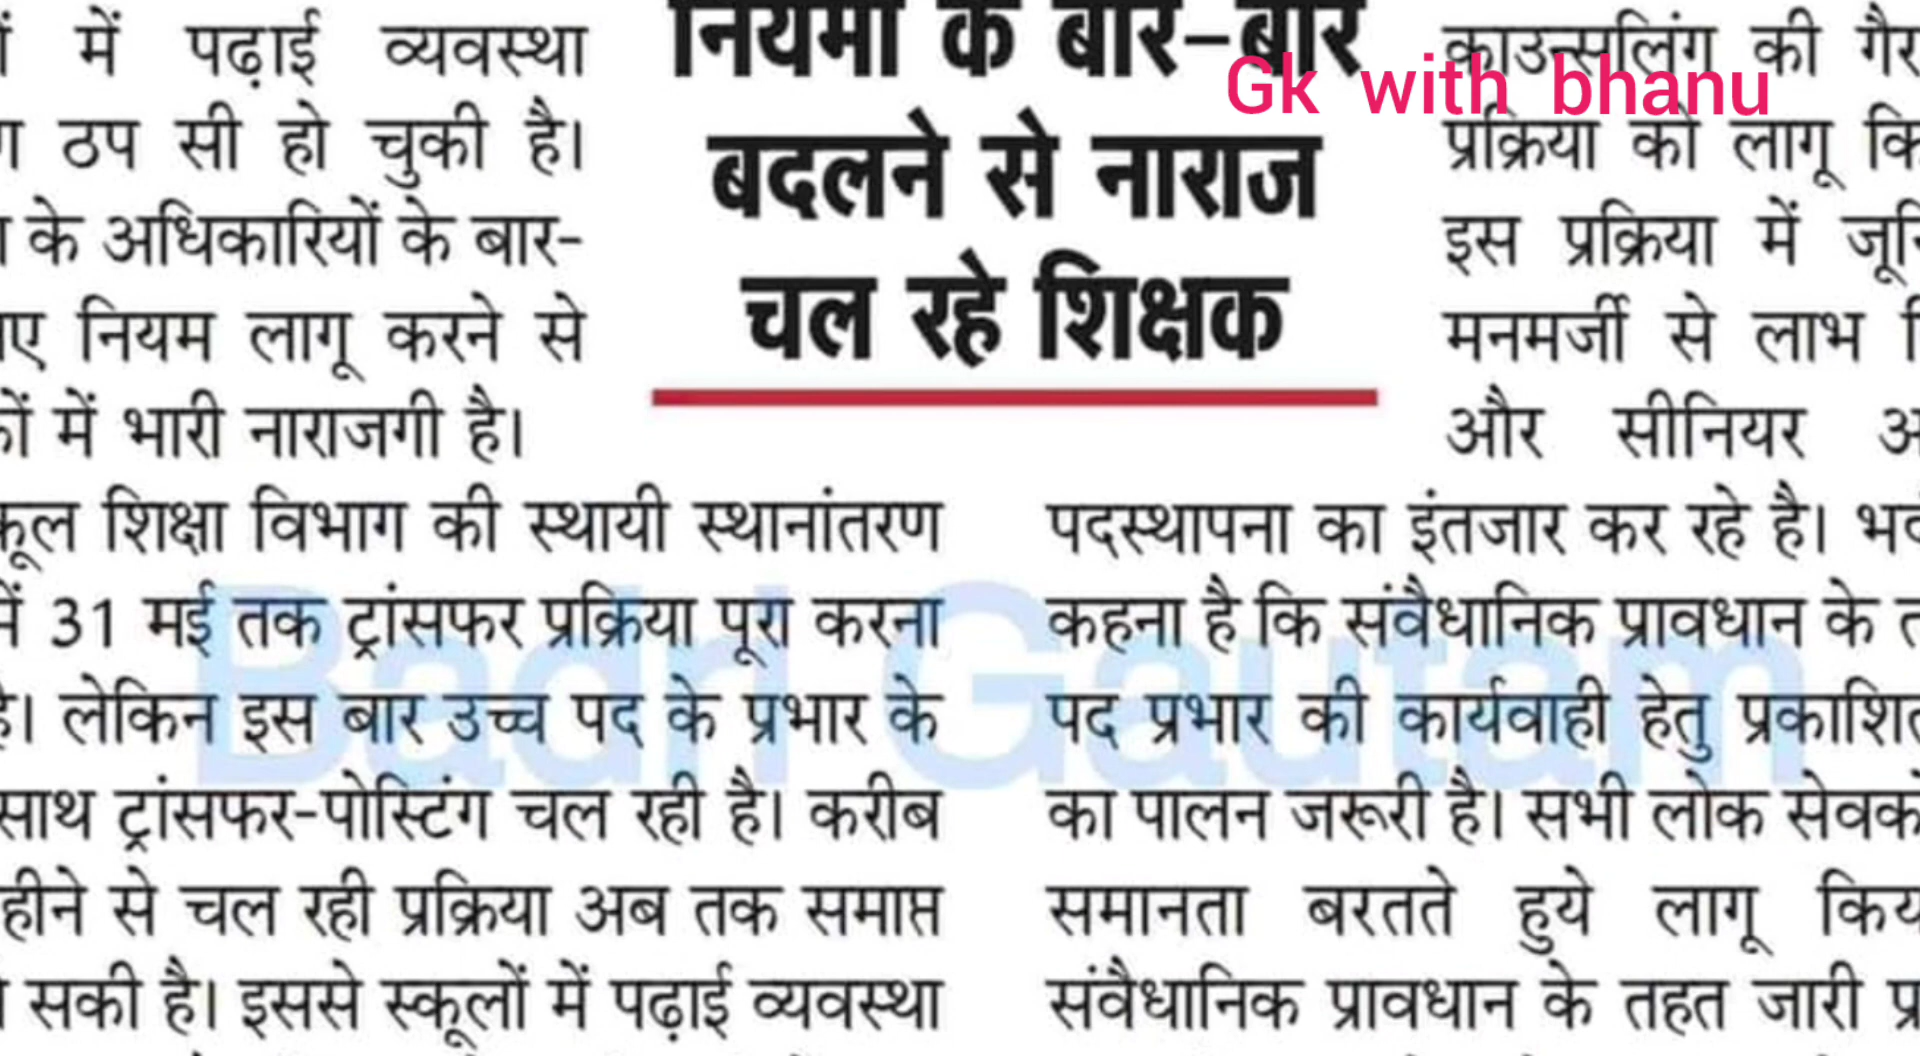 में पढ़ाई व्यवस्था
ठप सी हो चुकी है।
के अधिकारियों के बार-
नियम लागू करने से
में भारी नाराजगी है।
नियमों के बार-बार
बदलने से नाराज
चल रहे शिक्षक
Gk with bhanu
शिक्षा विभाग की स्थायी स्थानांतरण
31 मई तक ट्रांसफर प्रक्रिया पूरा करना
लेकिन इस बार उच्च पद के प्रभार के
साथ ट्रांसफर-पोस्टिंग चल रही है। करीब
से चल रही प्रक्रिया अब तक समाप्त
सकी है। इससे स्कूलों में पढ़ाई व्यवस्था
काउन्सलिंग की
प्रक्रिया को लागू
इस प्रक्रिया में
मनमर्जी से लाभ
और सीनियर
पदस्थापना का इंतजार कर रहे है।
कहना है कि संवैधानिक प्रावधान के
पद प्रभार की कार्यवाही हेतु
का पालन जरूरी है। सभी लोक
समानता बरतते हुये लागू
संवैधानिक प्रावधान के तहत जारी
Badri Gautam